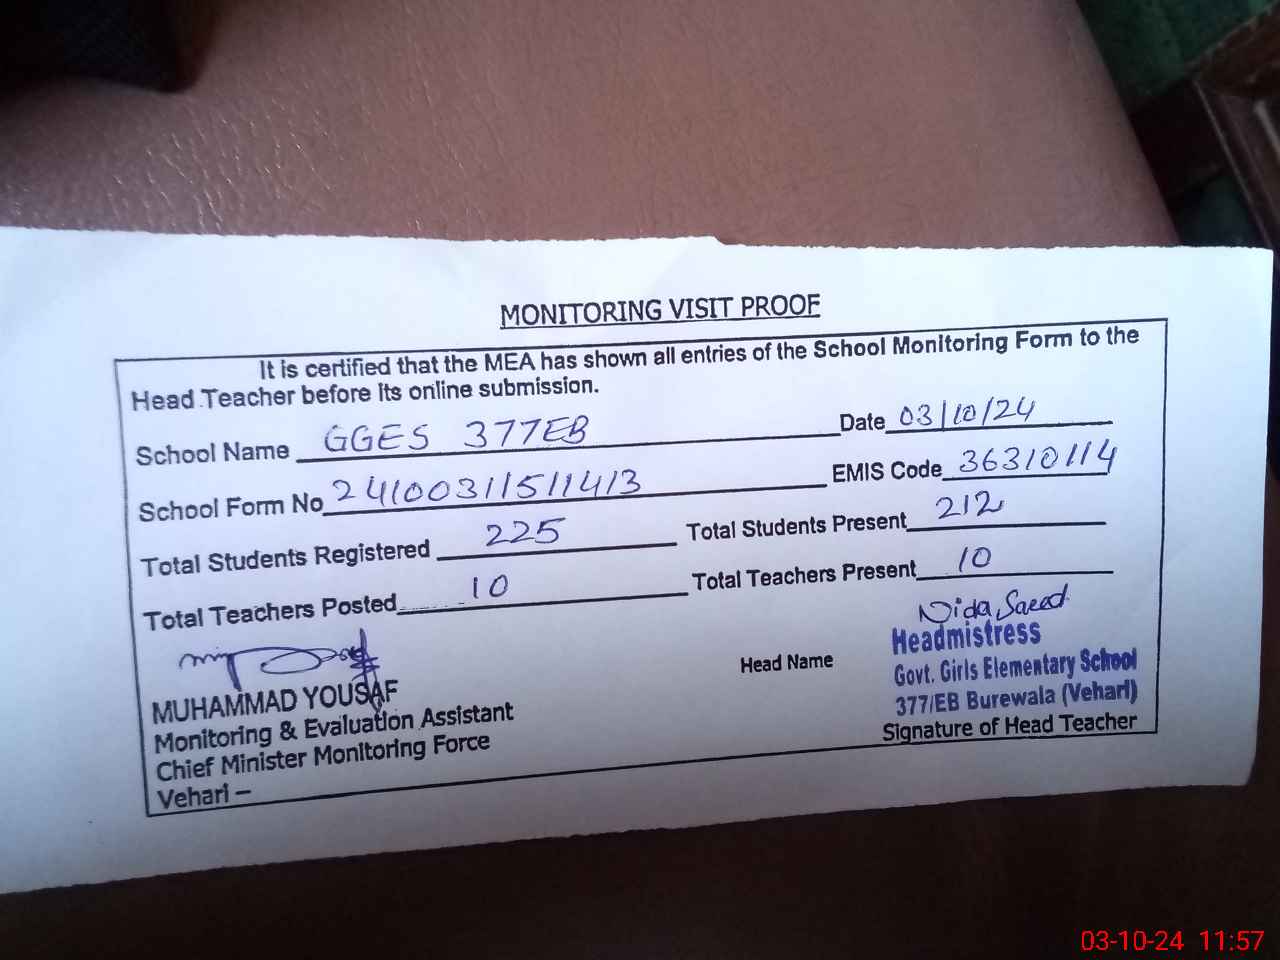 MONITORING VISIT PROOF
It is certified that the MEA has shown all entries of the School Monitoring Form to the
Head Teacher before its online submission.
School Name GGES 377EB Date 03/10/24
School Form No 24100311511413 EMIS Code 36310114
Total Students Registered 225 Total Students Present 212
Total Teachers Posted 10 Total Teachers Present 10
Nida Saeed
Head Name Headmistress
Govt. Girls Elementary School
377/EB Burewala (Vehari)
Signature of Head Teacher
MUHAMMAD YOUSAF
Monitoring & Evaluation Assistant
Chief Minister Monitoring Force
Vehari –
03-10-24 11:57